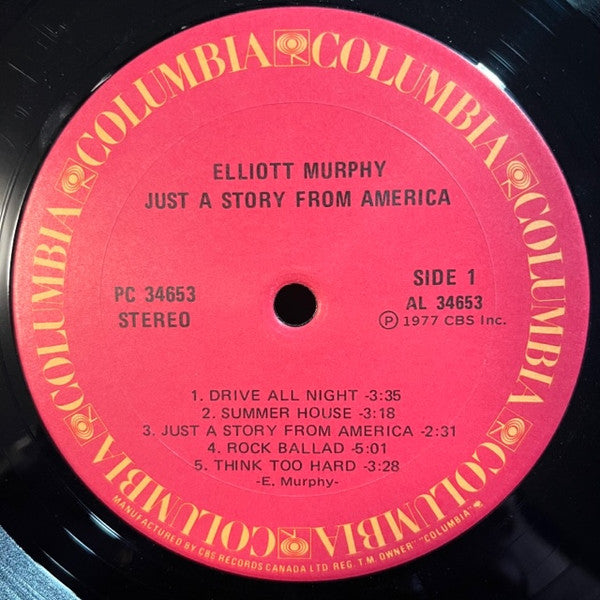 COLUMBIA COLUMBIA COLUMBIA COLUMBIA COLUMBIA COLUMBIA
ELLIOTT MURPHY
JUST A STORY FROM AMERICA
PC 34653
STEREO
SIDE 1
AL 34653
Ⓟ 1977 CBS Inc.
1. DRIVE ALL NIGHT -3:35
2. SUMMER HOUSE -3:18
3. JUST A STORY FROM AMERICA -2:31
4. ROCK BALLAD -5:01
5. THINK TOO HARD -3:28
-E. Murphy-
MANUFACTURED BY CBS RECORDS CANADA LTD REG. T.M. OWNER "COLUMBIA"